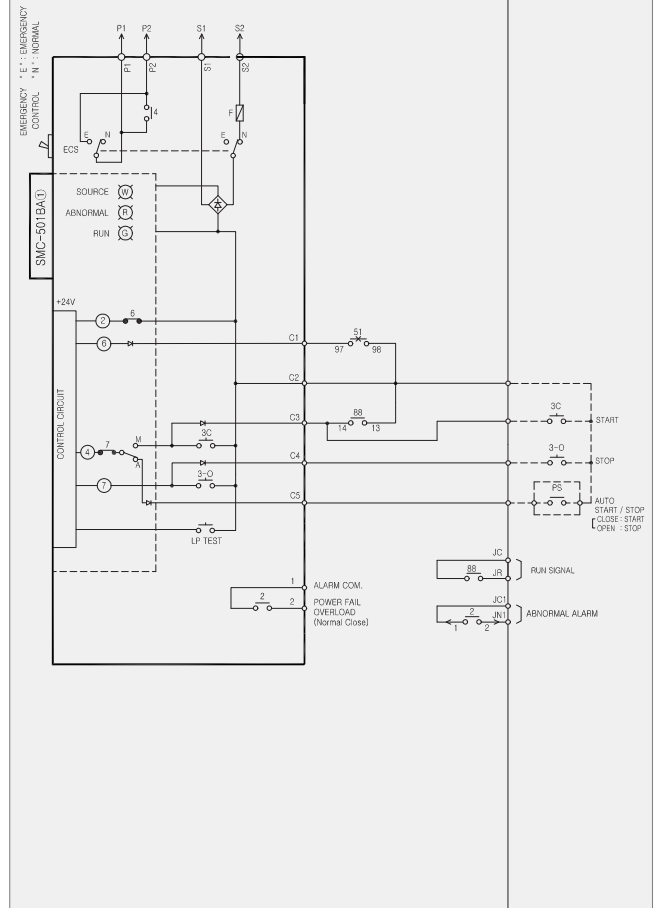 EMERGENCY " E " : EMERGENCY
CONTROL " N " : NORMAL
P1 P2 S1 S2
P1 P2 S1 S2
4
F
E N
E N
ECS
SMC-501BA①
SOURCE W
ABNORMAL R
RUN G
+24V
CONTROL CIRCUIT
2 6
6
C1
51
97 98
C2
C3
88
14 13
3C
START
4 7 M
A
3C
C4
3-O
STOP
7
3-O
C5
PS
AUTO
START / STOP
CLOSE : START
OPEN : STOP
LP TEST
JC
88 JR
RUN SIGNAL
1 ALARM COM.
2
2 POWER FAIL
OVERLOAD
(Normal Close)
JC1
2 JN1
1 2
ABNORMAL ALARM